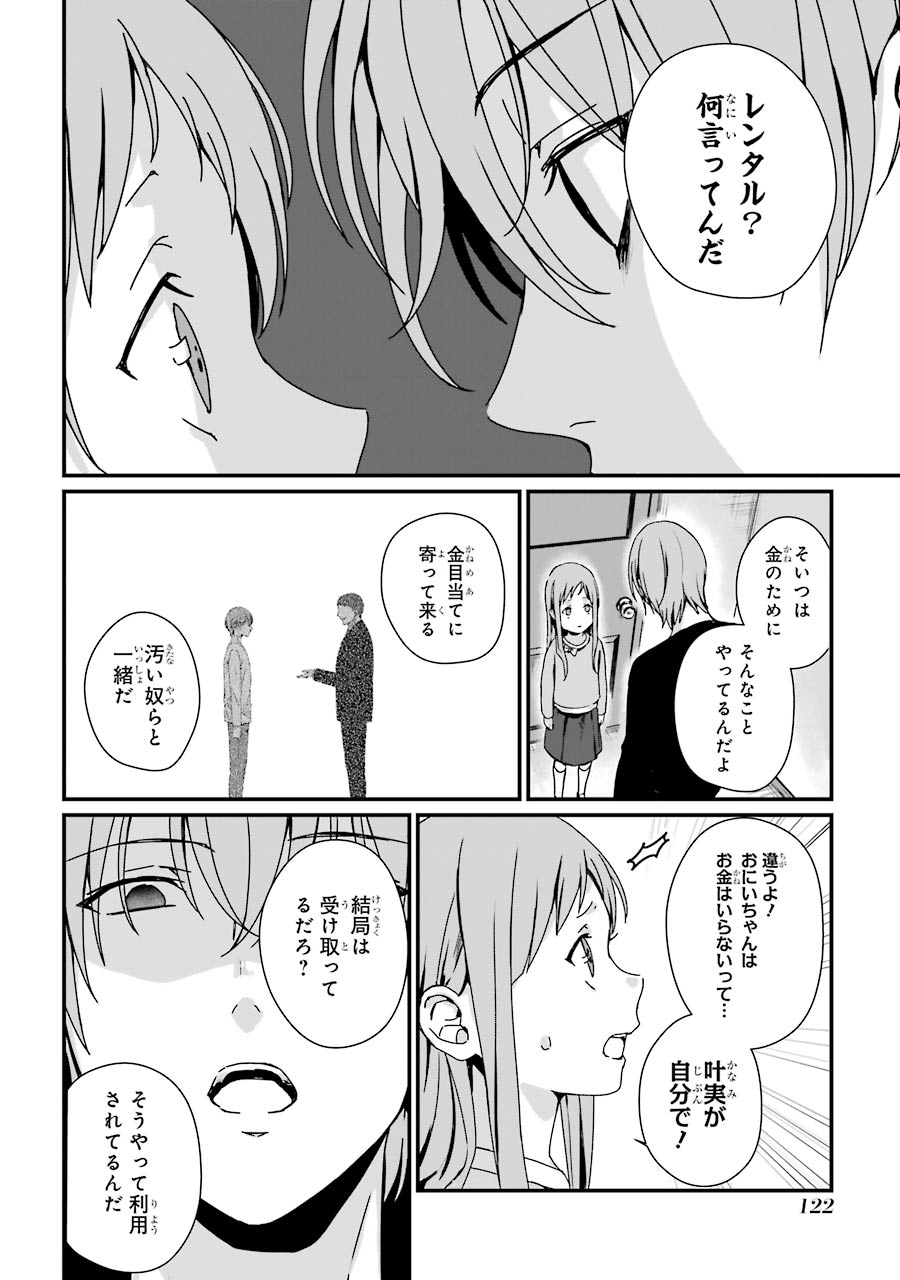 レンタル?
何言ってんだ
そいつは
金のために
そんなこと
やってるんだよ
金目当てに
寄って来る
汚い奴らと
一緒だ
違うよ!
おにいちゃんは
お金はいらないって…
叶実が
自分で!
結局は
受け取って
るだろ?
そうやって利用
されてるんだ
122